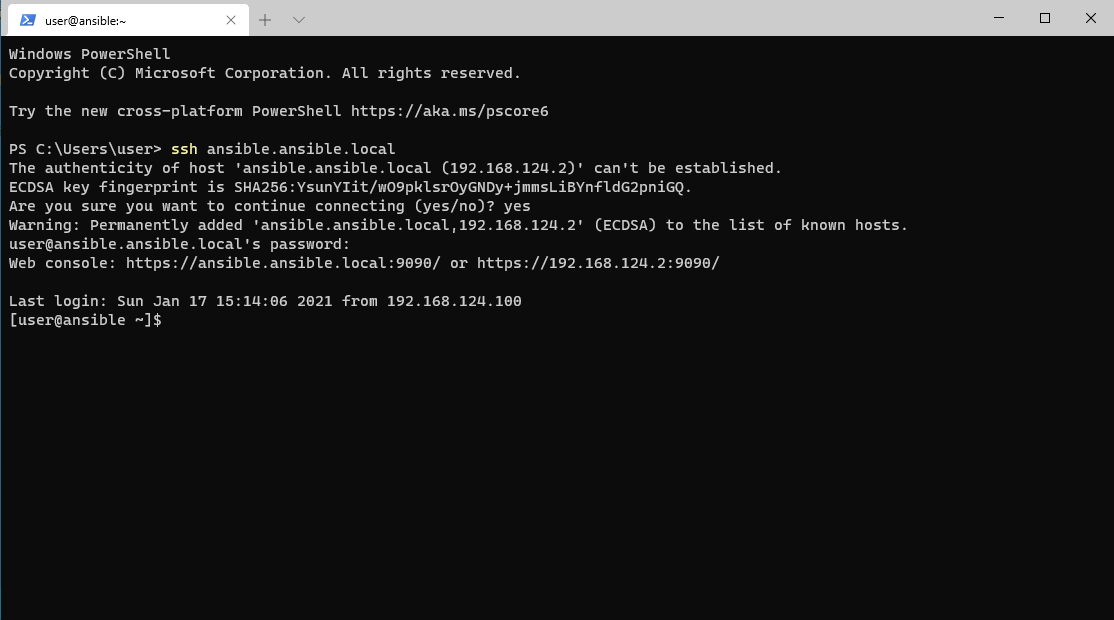 user@ansible:~
Windows PowerShell
Copyright (C) Microsoft Corporation. All rights reserved.
Try the new cross-platform PowerShell https://aka.ms/pscore6
PS C:\Users\user> ssh ansible.ansible.local
The authenticity of host 'ansible.ansible.local (192.168.124.2)' can't be established.
ECDSA key fingerprint is SHA256:YsunYIit/wO9pklsrOyGNDy+jmmsLiBYnfldG2pniGQ.
Are you sure you want to continue connecting (yes/no)? yes
Warning: Permanently added 'ansible.ansible.local,192.168.124.2' (ECDSA) to the list of known hosts.
user@ansible.ansible.local's password:
Web console: https://ansible.ansible.local:9090/ or https://192.168.124.2:9090/
Last login: Sun Jan 17 15:14:06 2021 from 192.168.124.100
[user@ansible ~]$